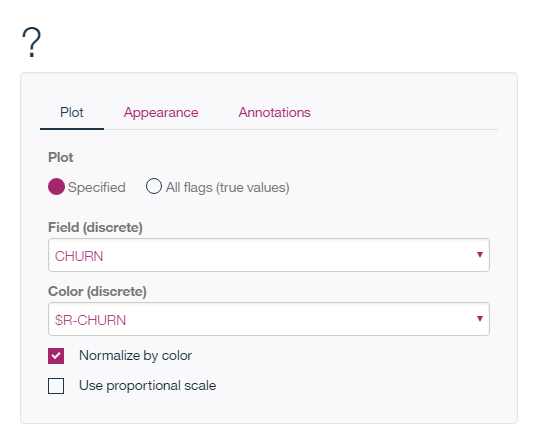 ?
Plot Appearance Annotations
Plot
Specified All flags (true values)
Field (discrete)
CHURN
Color (discrete)
$R-CHURN
Normalize by color
Use proportional scale